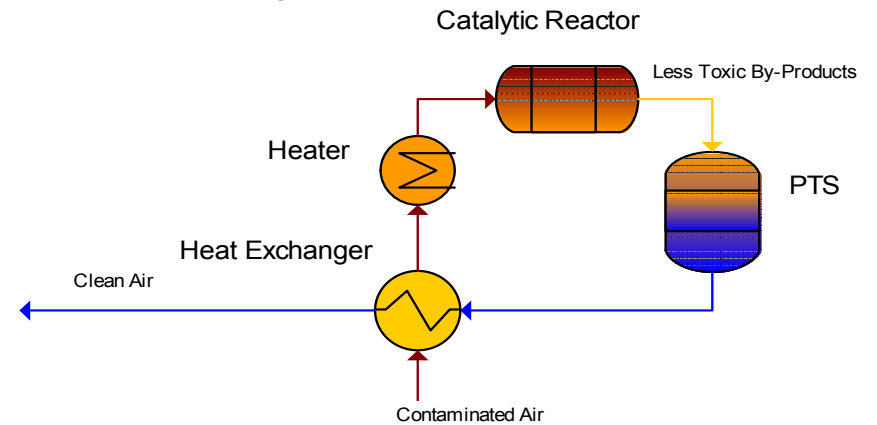 Catalytic Reactor
Less Toxic By-Products
Heater
PTS
Heat Exchanger
Clean Air
Contaminated Air